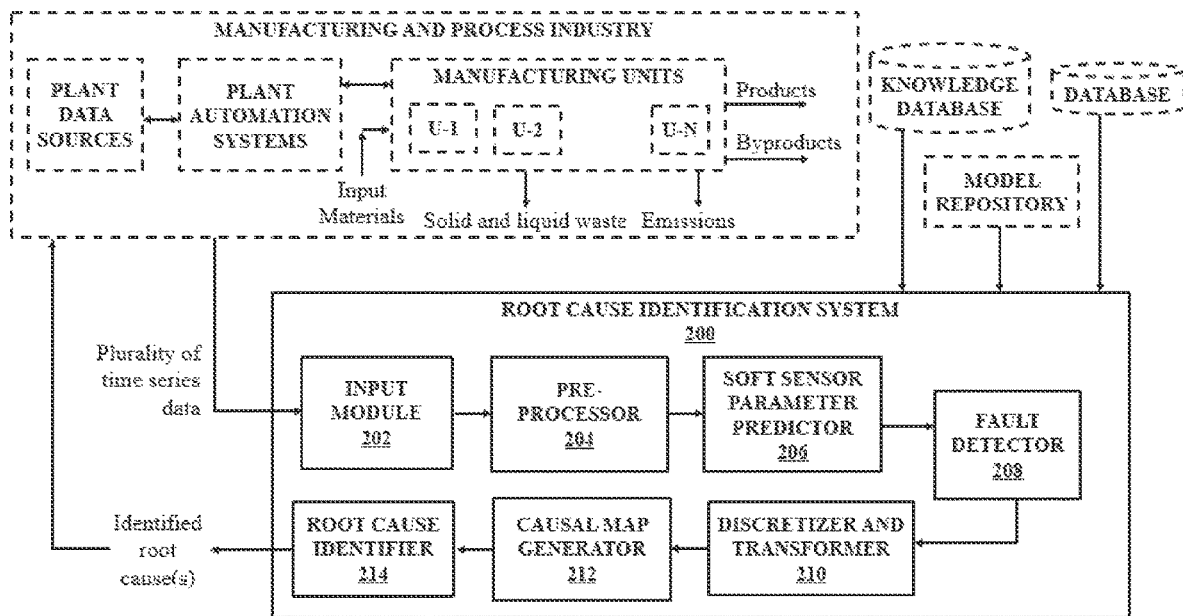 MANUFACTURING AND PROCESS INDUSTRY
PLANT
DATA
SOURCES
PLANT
AUTOMATION
SYSTEMS
MANUFACTURING UNITS
U-1
U-2
U-N
Products
Byproducts
Input
Materials
Solid and liquid waste
Emissions
KNOWLEDGE
DATABASE
DATABASE
MODEL
REPOSITORY
ROOT CAUSE IDENTIFICATION SYSTEM
200
Plurality of
time series
data
INPUT
MODULE
202
PRE-
PROCESSOR
204
SOFT SENSOR
PARAMETER
PREDICTOR
206
FAULT
DETECTOR
208
Identified
root
cause(s)
ROOT CAUSE
IDENTIFIER
214
CAUSAL MAP
GENERATOR
212
DISCRETIZER AND
TRANSFORMER
210